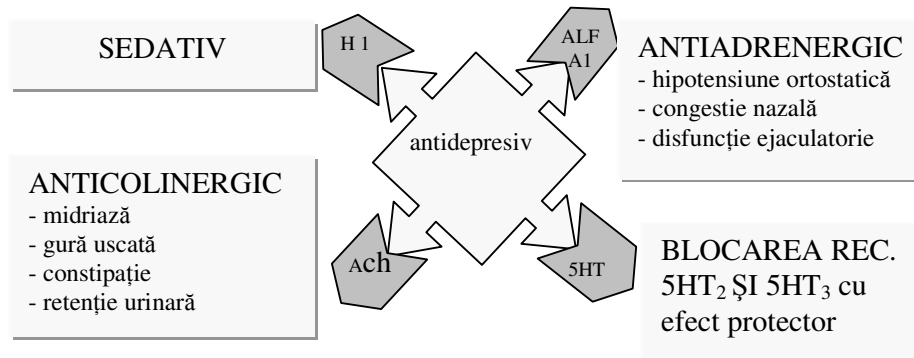 SEDATIV
H 1
ALF
A1
ANTIADRENERGIC
- hipotensiune ortostatică
- congestie nazală
- disfuncție ejaculatorie
antidepresiv
ANTICOLINERGIC
- midriază
- gură uscată
- constipație
- retenție urinară
Ach
5HT
BLOCAREA REC.
5HT₂ ŞI 5HT₃ cu
efect protector